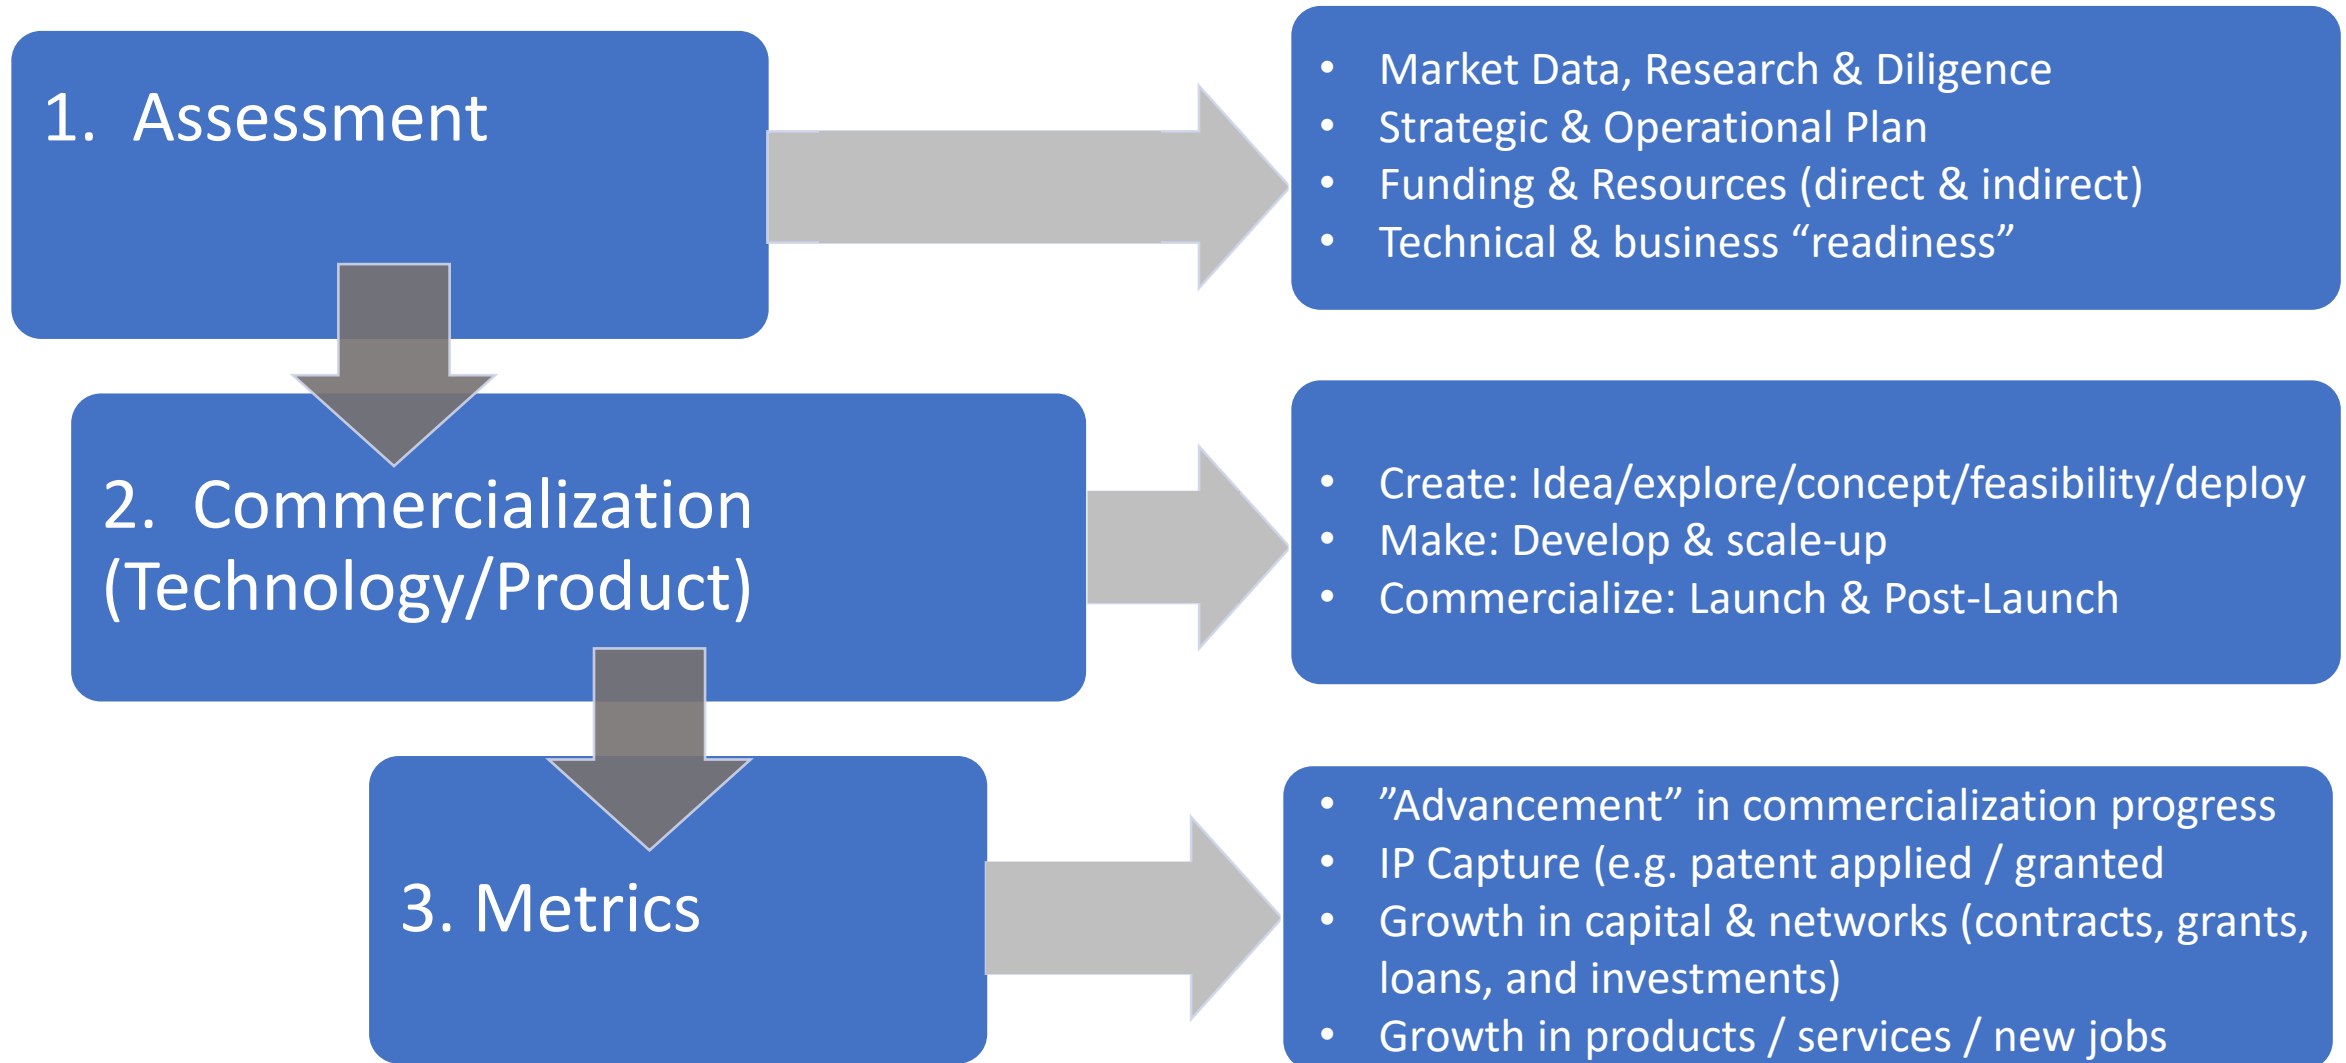 1. Assessment
• Market Data, Research & Diligence
• Strategic & Operational Plan
• Funding & Resources (direct & indirect)
• Technical & business “readiness”
2. Commercialization
(Technology/Product)
• Create: Idea/explore/concept/feasibility/deploy
• Make: Develop & scale-up
• Commercialize: Launch & Post-Launch
3. Metrics
• ”Advancement” in commercialization progress
• IP Capture (e.g. patent applied / granted
• Growth in capital & networks (contracts, grants,
loans, and investments)
• Growth in products / services / new jobs